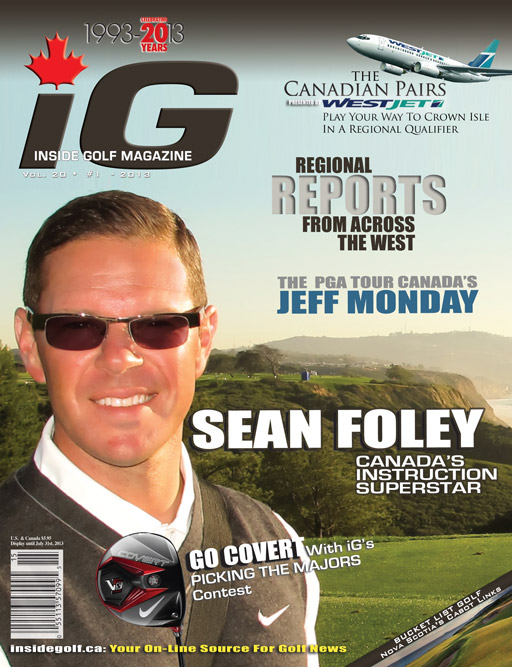 1993-2013
CELEBRATING
20
YEARS
iG
INSIDE GOLF MAGAZINE
VOL. 20 • #1 • 2013
WESTJET
THE
CANADIAN PAIRS
PRESENTED BY WESTJET
PLAY YOUR WAY TO CROWN ISLE
IN A REGIONAL QUALIFIER
REGIONAL
REPORTS
FROM ACROSS
THE WEST
THE PGA TOUR CANADA'S
JEFF MONDAY
SEAN FOLEY
CANADA'S
INSTRUCTION
SUPERSTAR
U.S. & Canada $5.95
Display until July 31st, 2013
COVERT
GO COVERT With iG's
PICKING THE MAJORS
Contest
BUCKET LIST GOLF
NOVA SCOTIA'S CABOT LINKS
insidegolf.ca: Your On-Line Source For Golf News